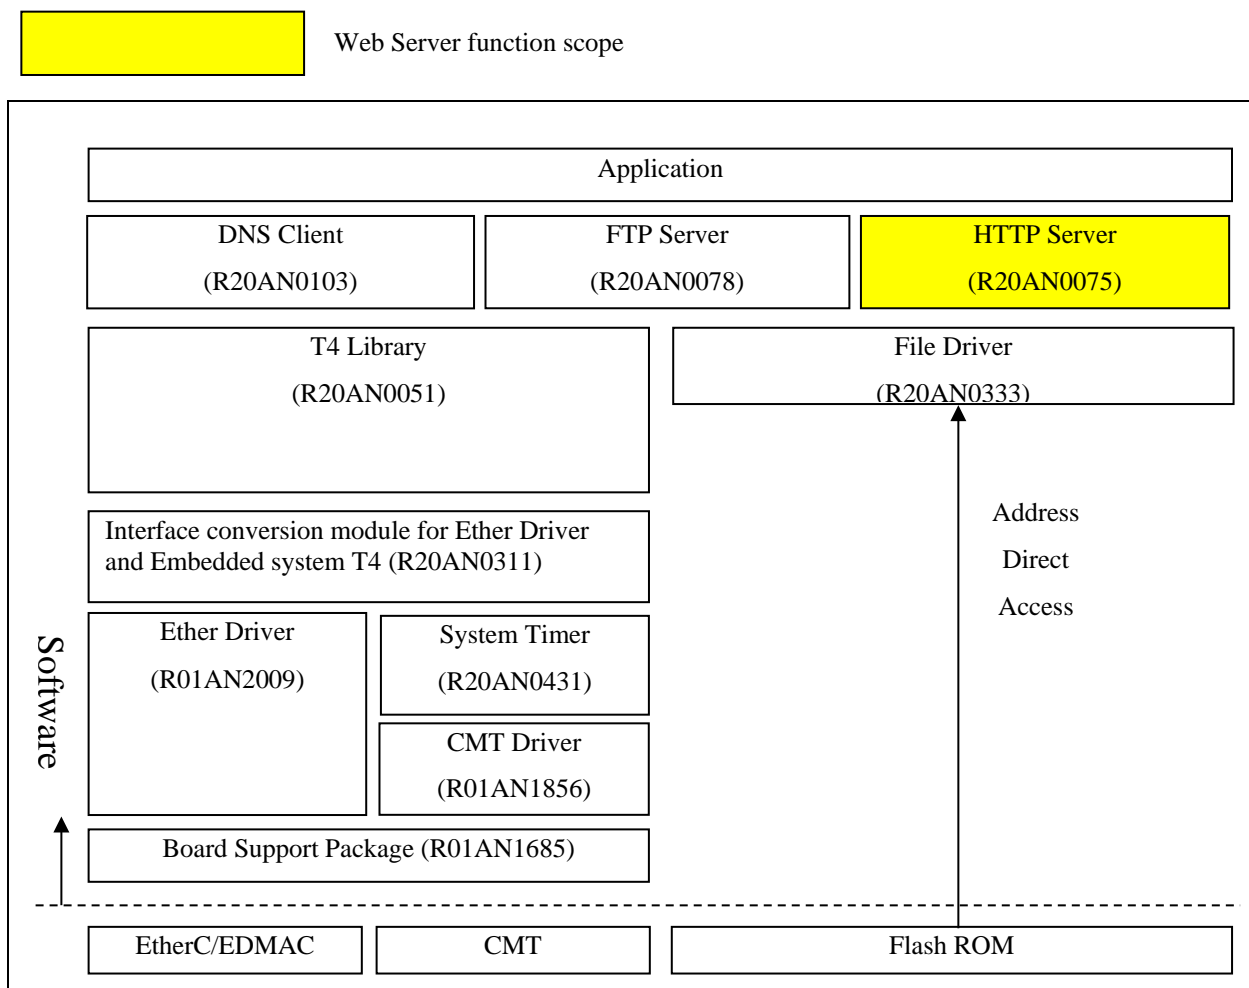 Web Server function scope
Application
DNS Client
(R20AN0103)
FTP Server
(R20AN0078)
HTTP Server
(R20AN0075)
T4 Library
(R20AN0051)
File Driver
(R20AN0333)
Interface conversion module for Ether Driver
and Embedded system T4 (R20AN0311)
Address
Direct
Access
Ether Driver
(R01AN2009)
System Timer
(R20AN0431)
CMT Driver
(R01AN1856)
Software
Board Support Package (R01AN1685)
EtherC/EDMAC
CMT
Flash ROM